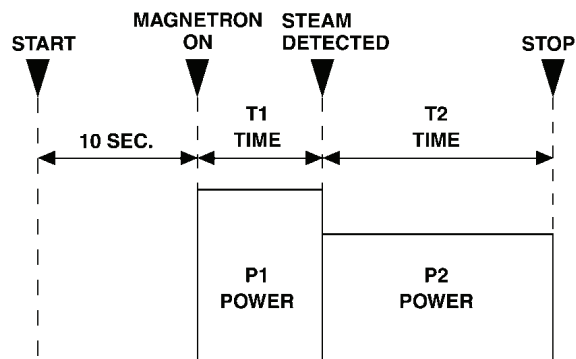 START
MAGNETRON
ON
STEAM
DETECTED
STOP
10 SEC.
T1
TIME
T2
TIME
P1
POWER
P2
POWER